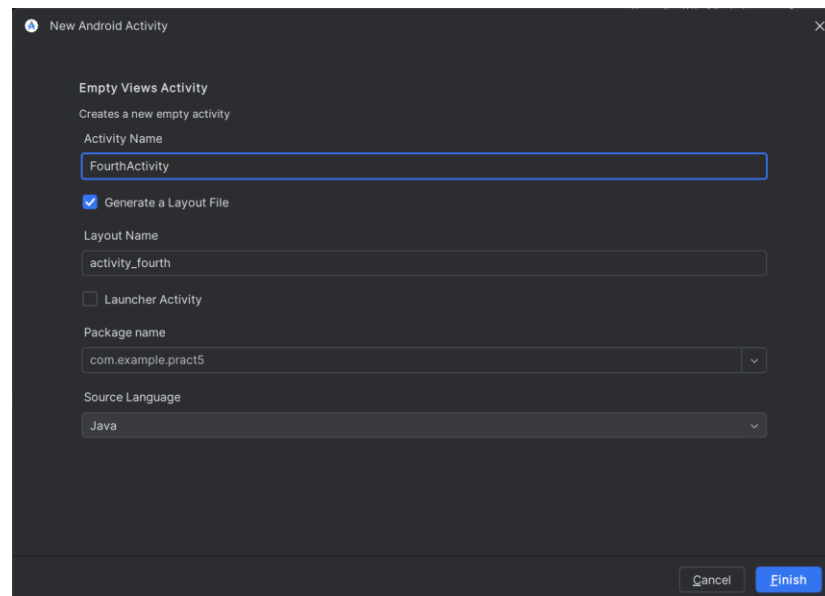 New Android Activity
Empty Views Activity
Creates a new empty activity
Activity Name
FourthActivity
Generate a Layout File
Layout Name
activity_fourth
Launcher Activity
Package name
com.example.pract5
Source Language
Java
Cancel Finish